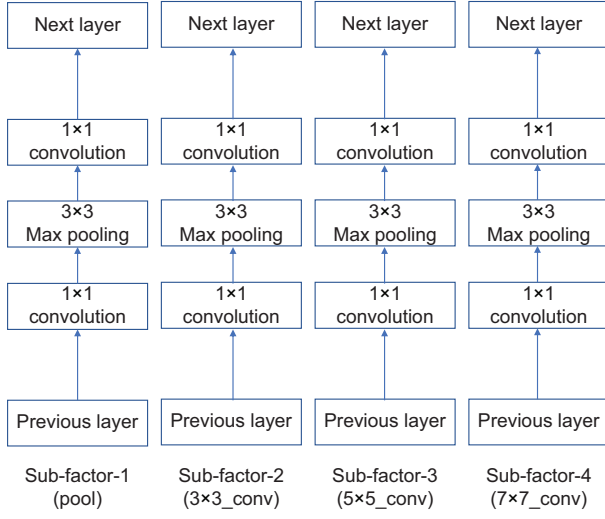 Next layer
Next layer
Next layer
Next layer
1×1
convolution
1×1
convolution
1×1
convolution
1×1
convolution
3×3
Max pooling
3×3
Max pooling
3×3
Max pooling
3×3
Max pooling
1×1
convolution
1×1
convolution
1×1
convolution
1×1
convolution
Previous layer
Previous layer
Previous layer
Previous layer
Sub-factor-1
(pool)
Sub-factor-2
(3×3_conv)
Sub-factor-3
(5×5_conv)
Sub-factor-4
(7×7_conv)